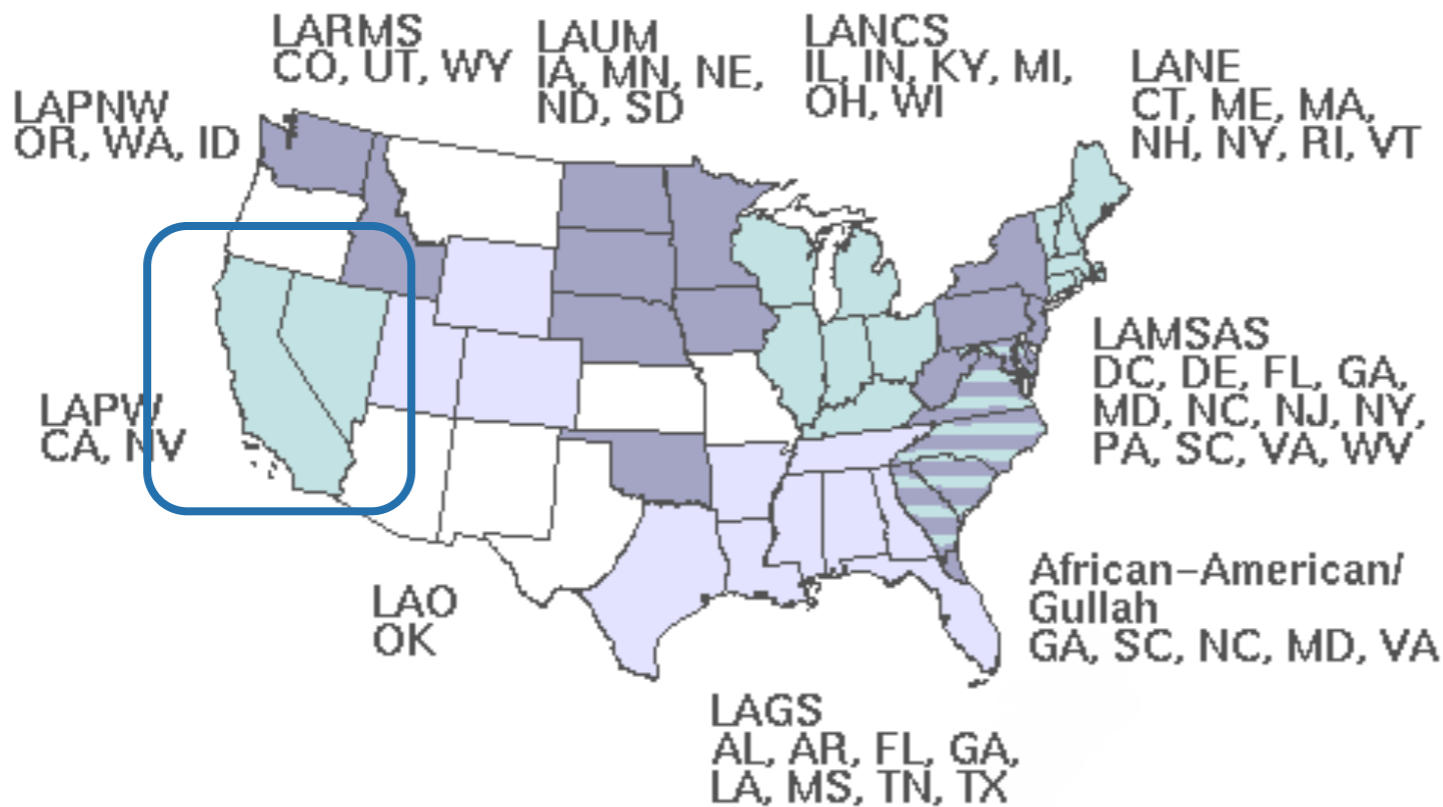 LARMS
CO, UT, WY
LAUM
IA, MN, NE,
ND, SD
LANCS
IL, IN, KY, MI,
OH, WI
LANE
CT, ME, MA,
NH, NY, RI, VT
LAPNW
OR, WA, ID
LAMSAS
DC, DE, FL, GA,
MD, NC, NJ, NY,
PA, SC, VA, WV
LAPW
CA, NV
African-American/
Gullah
GA, SC, NC, MD, VA
LAO
OK
LAGS
AL, AR, FL, GA,
LA, MS, TN, TX